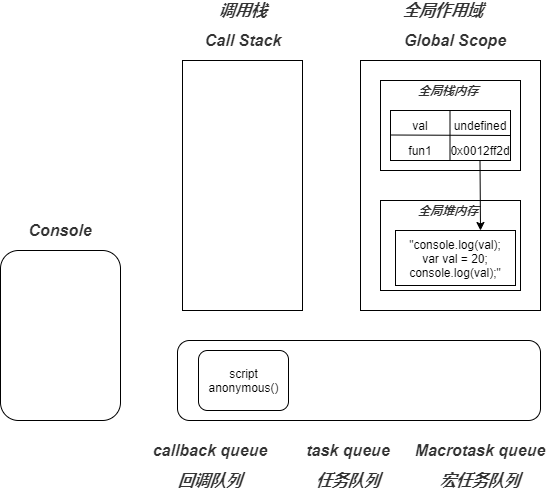 调用栈
全局作用域
Call Stack
Global Scope
全局栈内存
val undefined
fun1 0x0012ff2d
全局堆内存
"console.log(val);
var val = 20;
console.log(val);"
Console
script
anonymous()
callback queue
task queue
Macrotask queue
回调队列
任务队列
宏任务队列